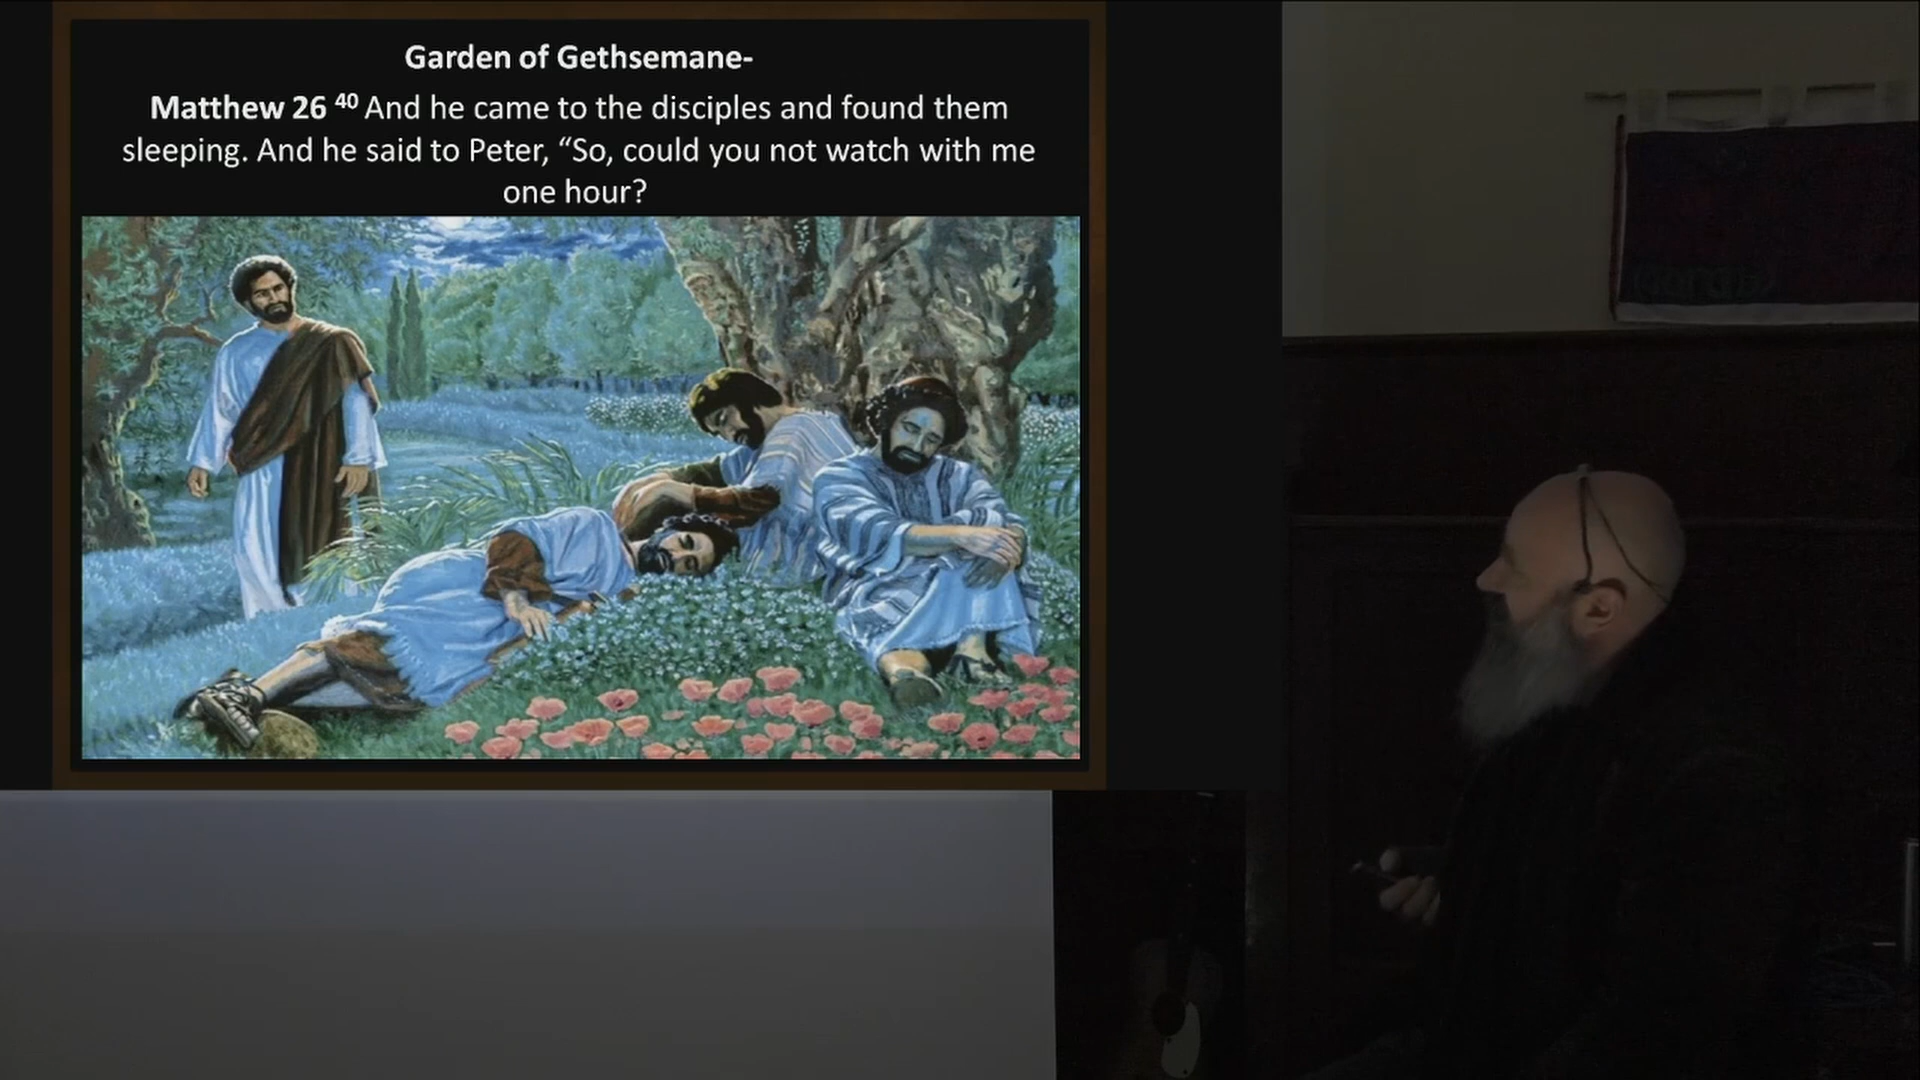 Garden of Gethsemane-
Matthew 26 40 And he came to the disciples and found them
sleeping. And he said to Peter, “So, could you not watch with me
one hour?